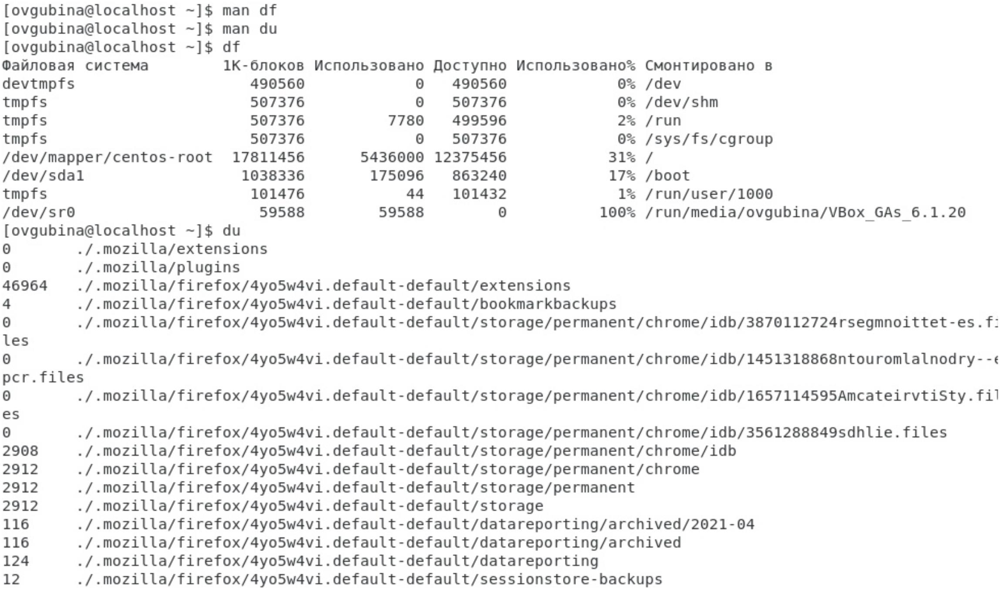 [ovgubina@localhost ~]$ man df
[ovgubina@localhost ~]$ man du
[ovgubina@localhost ~]$ df
Файловая система        1K-блоков Использовано Доступно Использовано% Смонтировано в
devtmpfs                   490560            0   490560            0% /dev
tmpfs                      507376            0   507376            0% /dev/shm
tmpfs                      507376         7780   499596            2% /run
tmpfs                      507376            0   507376            0% /sys/fs/cgroup
/dev/mapper/centos-root  17811456      5436000 12375456           31% /
/dev/sda1                 1038336       175096   863240           17% /boot
tmpfs                      101476           44   101432            1% /run/user/1000
/dev/sr0                    59588        59588        0          100% /run/media/ovgubina/VBox_GAs_6.1.20
[ovgubina@localhost ~]$ du
0       ./.mozilla/extensions
0       ./.mozilla/plugins
46964   ./.mozilla/firefox/4yo5w4vi.default-default/extensions
4       ./.mozilla/firefox/4yo5w4vi.default-default/bookmarkbackups
0       ./.mozilla/firefox/4yo5w4vi.default-default/storage/permanent/chrome/idb/3870112724rsegmnoittet-es.fi
les
0       ./.mozilla/firefox/4yo5w4vi.default-default/storage/permanent/chrome/idb/1451318868ntouromlalnodry--e
pcr.files
0       ./.mozilla/firefox/4yo5w4vi.default-default/storage/permanent/chrome/idb/1657114595AmcateirvtiSty.fil
es
0       ./.mozilla/firefox/4yo5w4vi.default-default/storage/permanent/chrome/idb/3561288849sdhlie.files
2908    ./.mozilla/firefox/4yo5w4vi.default-default/storage/permanent/chrome/idb
2912    ./.mozilla/firefox/4yo5w4vi.default-default/storage/permanent/chrome
2912    ./.mozilla/firefox/4yo5w4vi.default-default/storage/permanent
2912    ./.mozilla/firefox/4yo5w4vi.default-default/storage
116     ./.mozilla/firefox/4yo5w4vi.default-default/datareporting/archived/2021-04
116     ./.mozilla/firefox/4yo5w4vi.default-default/datareporting/archived
124     ./.mozilla/firefox/4yo5w4vi.default-default/datareporting
12      ./.mozilla/firefox/4yo5w4vi.default-default/sessionstore-backups